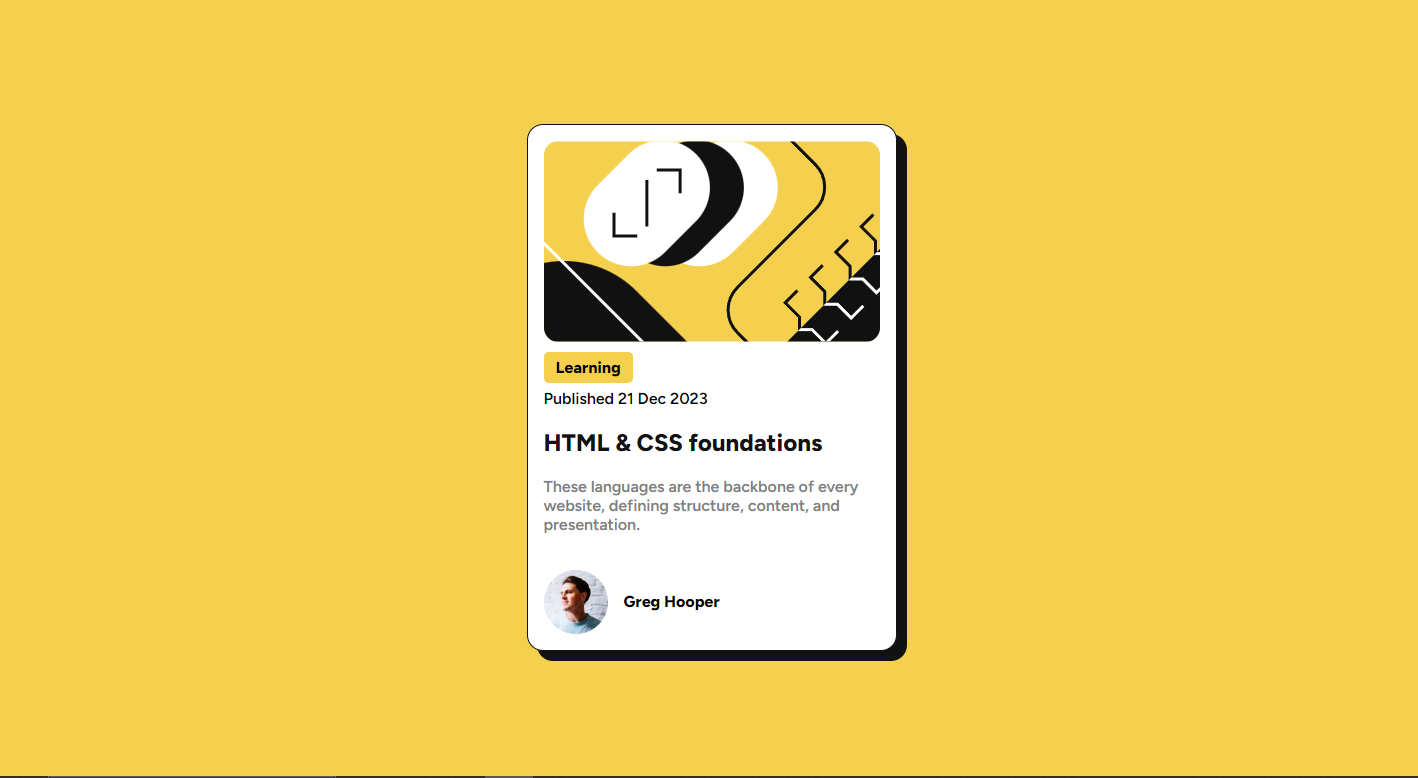 Learning
Published 21 Dec 2023
HTML & CSS foundations
These languages are the backbone of every
website, defining structure, content, and
presentation.
Greg Hooper